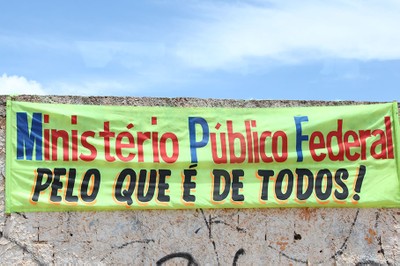 Ministério Público Federal
PELO QUE É DE TODOS!